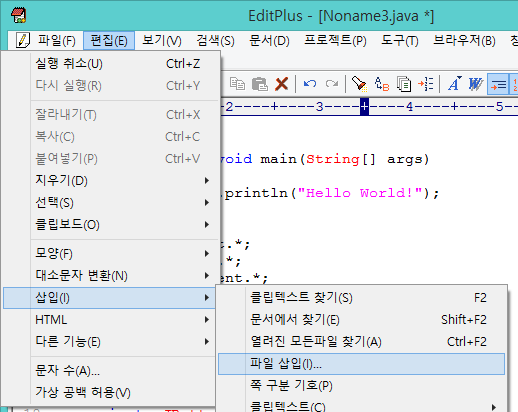 EditPlus - [Noname3.java *]
파일(F) 편집(E) 보기(V) 검색(S) 문서(D) 프로젝트(P) 도구(T) 브라우저(B)
실행 취소(U) Ctrl+Z
다시 실행(R) Ctrl+Y
잘라내기(T) Ctrl+X
복사(C) Ctrl+C
붙여넣기(P) Ctrl+V
지우기(D)
선택(S)
클립보드(O)
모양(F)
대소문자 변환(N)
삽입(I)
HTML
다른 기능(E)
문자 수(A)...
가상 공백 허용(V)
2----+----3----+----4----+----5
void main(String[] args)
.println("Hello World!");
t.*;
.*;
ent.*;
클립텍스트 찾기(S) F2
문서에서 찾기(E) Shift+F2
열려진 모든파일 찾기(A) Ctrl+F2
파일 삽입(I)...
쪽 구분 기호(P)
클립텍스트(C)